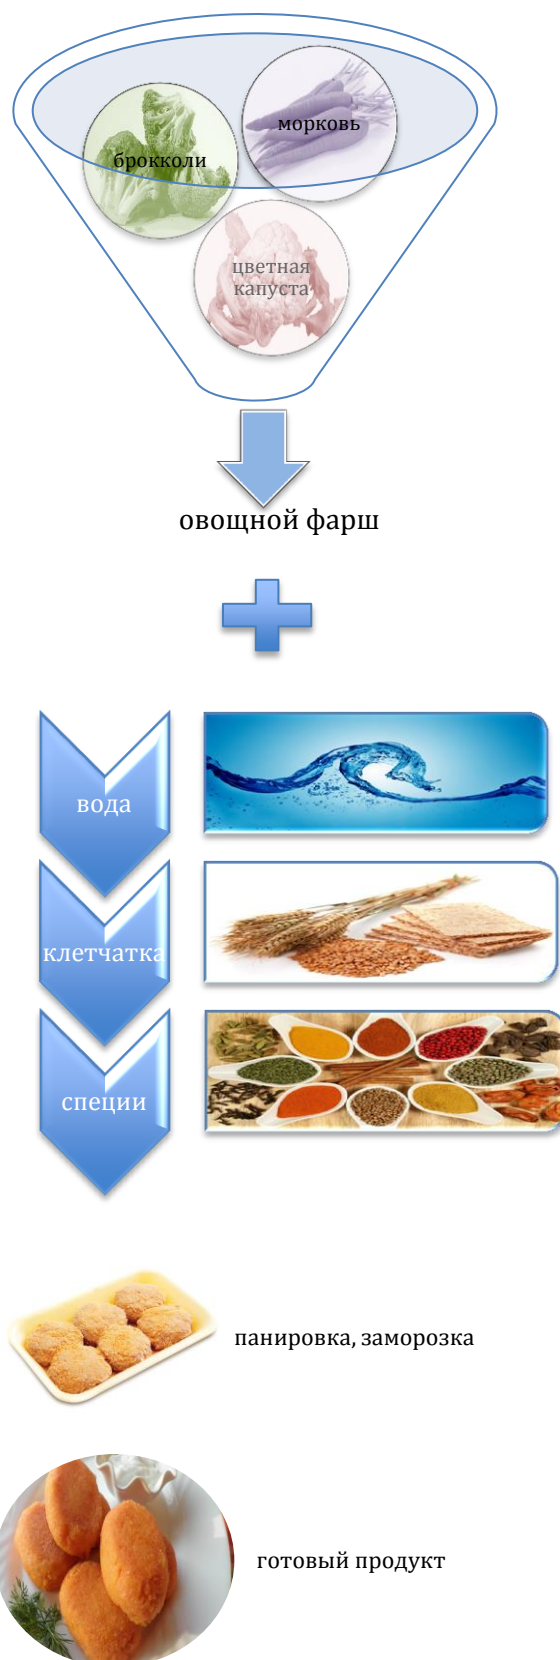 морковь
брокколи
цветная
капуста
овощной фарш
вода
клетчатка
специи
панировка, заморозка
готовый продукт